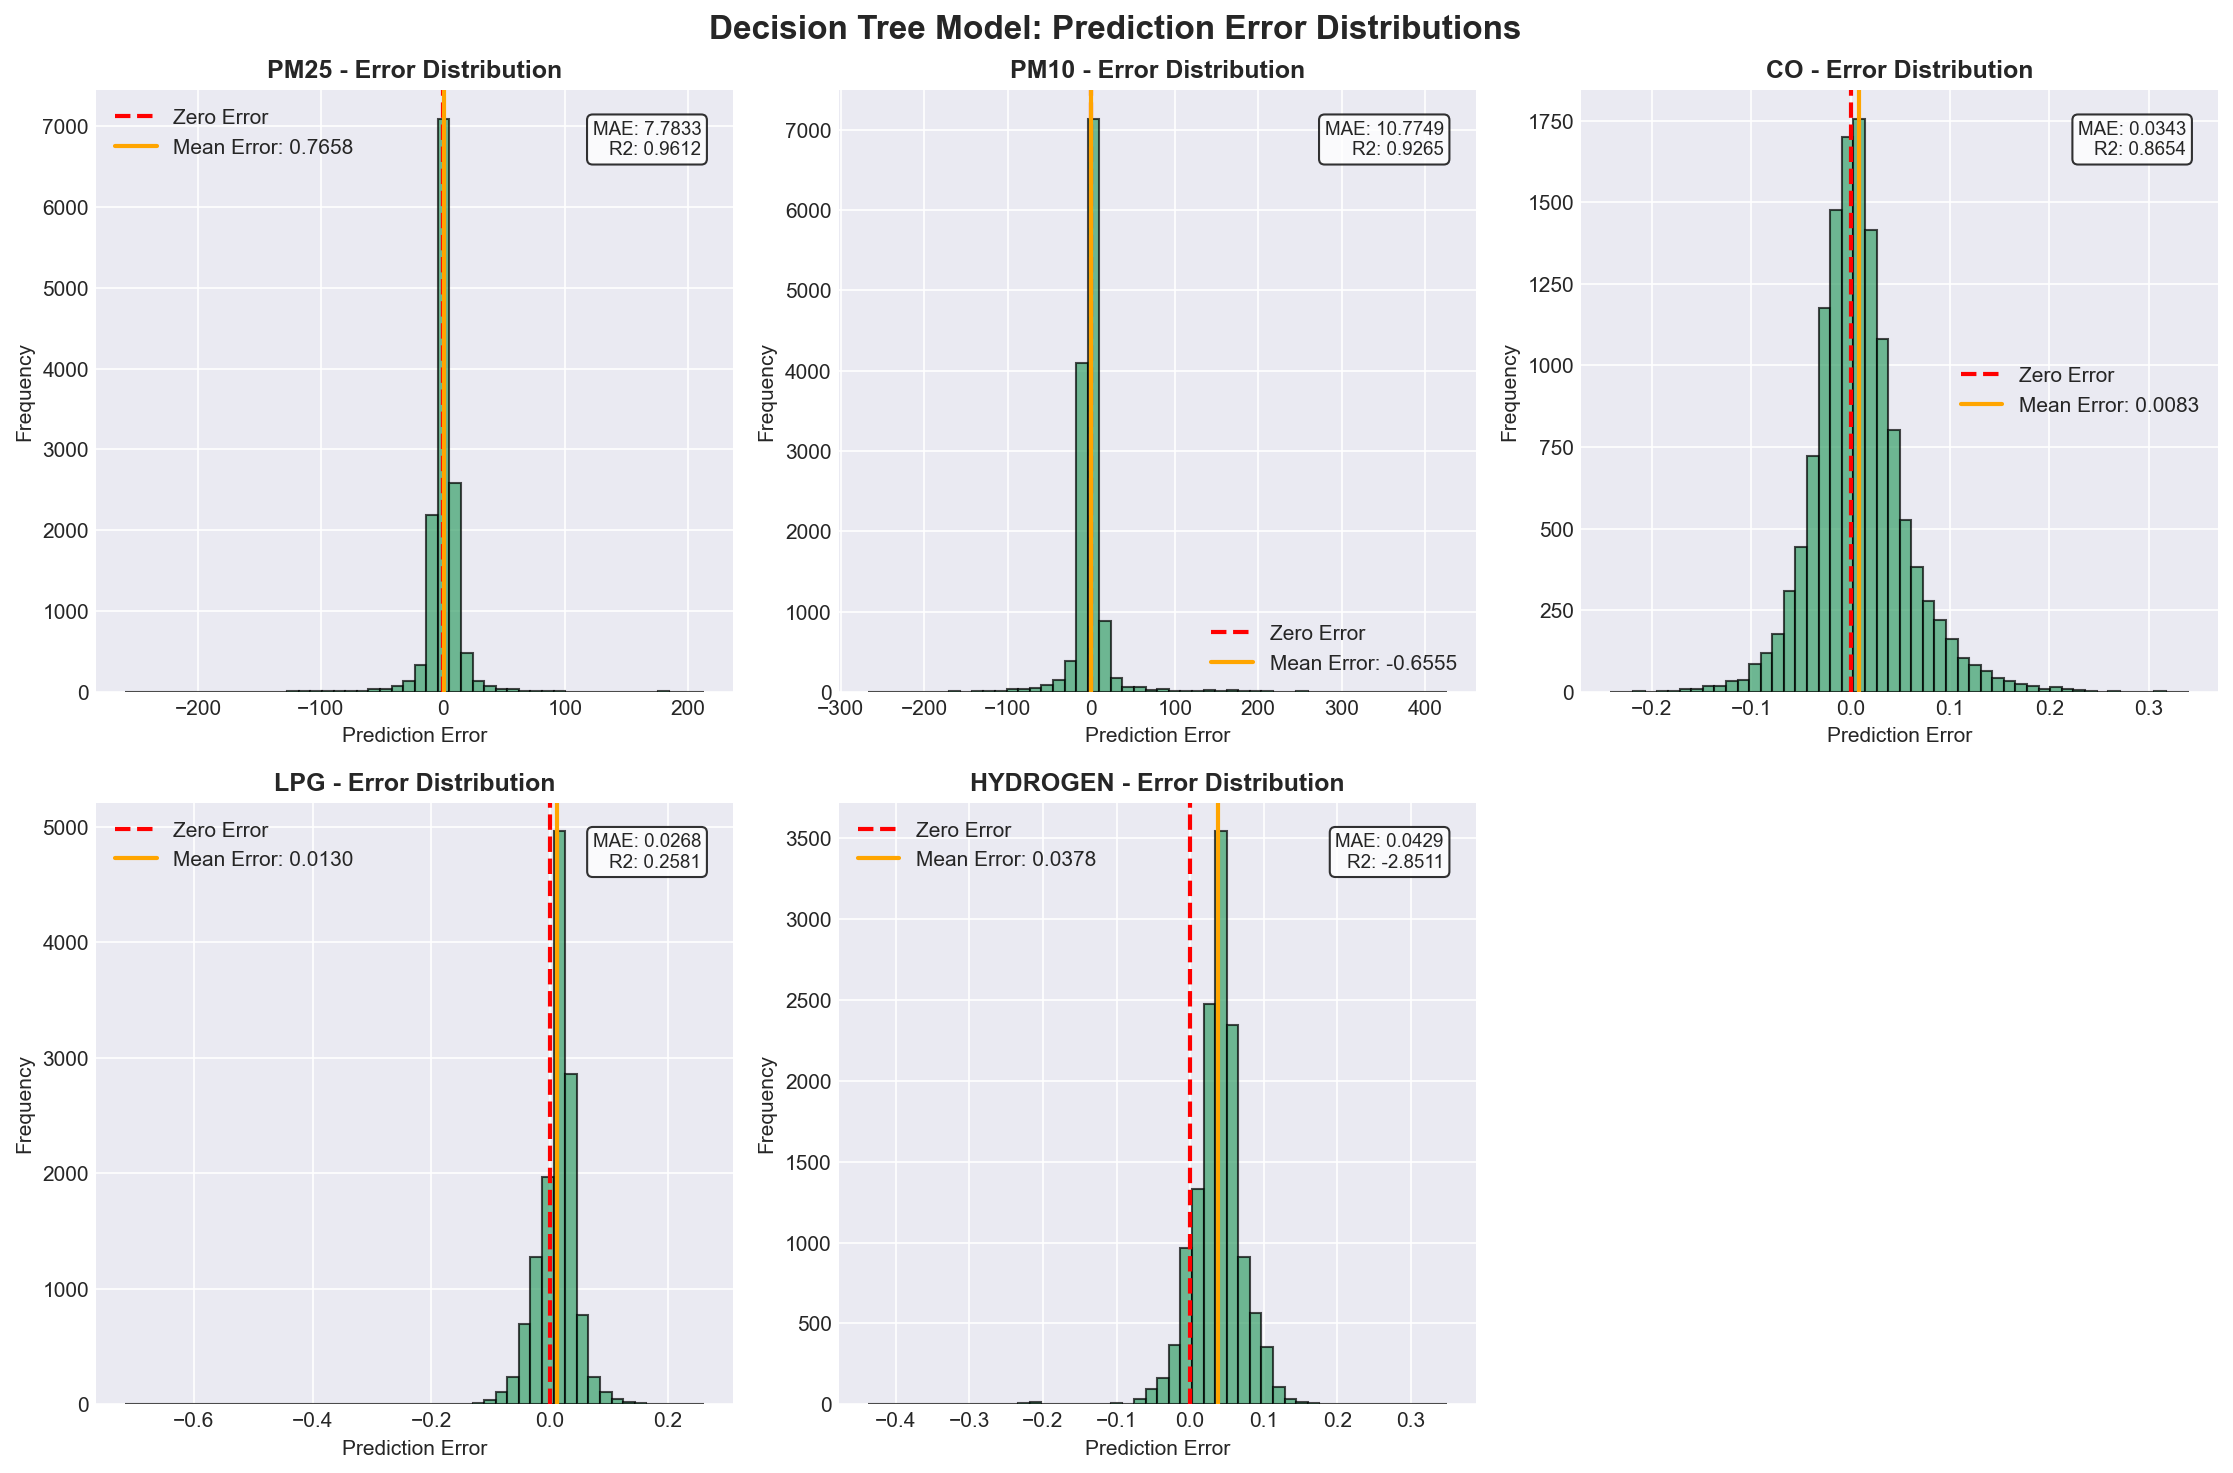 Decision Tree Model: Prediction Error Distributions
PM25 - Error Distribution
Zero Error
Mean Error: 0.7658
MAE: 7.7833
R2: 0.9612
Frequency
7000
6000
5000
4000
3000
2000
1000
0
−200
−100
0
100
200
Prediction Error
PM10 - Error Distribution
MAE: 10.7749
R2: 0.9265
Frequency
7000
6000
5000
4000
3000
2000
1000
0
Zero Error
Mean Error: -0.6555
−300
−200
−100
0
100
200
300
400
Prediction Error
CO - Error Distribution
MAE: 0.0343
R2: 0.8654
Frequency
1750
1500
1250
1000
750
500
250
0
Zero Error
Mean Error: 0.0083
−0.2
−0.1
0.0
0.1
0.2
0.3
Prediction Error
LPG - Error Distribution
Zero Error
Mean Error: 0.0130
MAE: 0.0268
R2: 0.2581
Frequency
5000
4000
3000
2000
1000
0
−0.6
−0.4
−0.2
0.0
0.2
Prediction Error
HYDROGEN - Error Distribution
Zero Error
Mean Error: 0.0378
MAE: 0.0429
R2: -2.8511
Frequency
3500
3000
2500
2000
1500
1000
500
0
−0.4
−0.3
−0.2
−0.1
0.0
0.1
0.2
0.3
Prediction Error